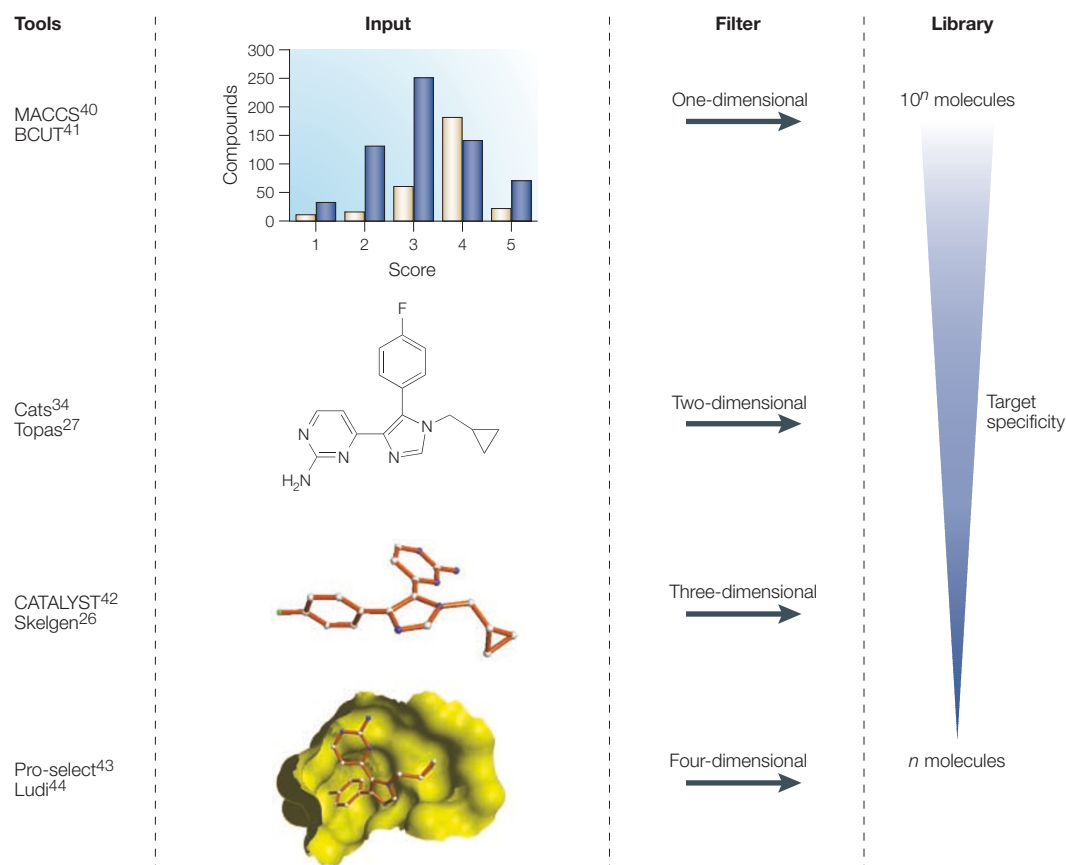 Tools
Input
Filter
Library
MACCS40
BCUT41
300
250
200
150
100
50
0
Compounds
1 2 3 4 5
Score
One-dimensional
10n molecules
F
N
N
N
N
H2N
Cats34
Topas27
Two-dimensional
Target
specificity
CATALYST42
Skelgen26
Three-dimensional
Pro-select43
Ludi44
Four-dimensional
n molecules